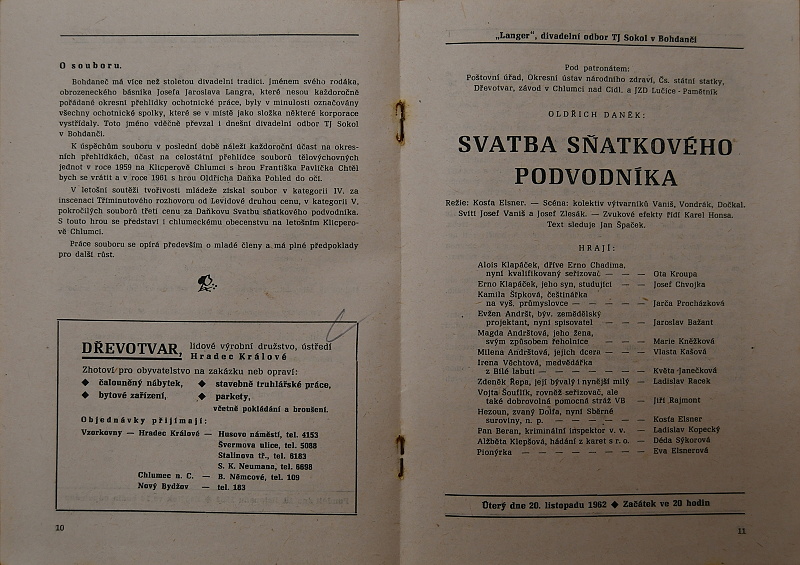 O souboru.
Bohdaneč má více než stoletou divadelní tradici. Jménem svého rodáka,
obrozeneckého básníka Josefa Jaroslava Langra, které nesou každoročně
pořádané okresní přehlídky ochotnické práce, byly v minulosti označovány
všechny ochotnické spolky, které se v místě jako složka některé korporace
vystřídaly. Toto jméno vděčně převzal i dnešní divadelní odbor TJ Sokol
v Bohdanči.
K úspěchům souboru v poslední době náleží každoroční účast na okres-
ních přehlídkách, účast na celostátní přehlídce souborů tělovýchovných
jednot v roce 1959 na Klicperově Chlumci s hrou Františka Pavlíčka Chtěl
bych se vrátit a v roce 1961 s hrou Oldřicha Daňka Pohled do očí.
V letošní soutěži tvořivosti mládeže získal soubor v kategorii IV. za
inscenaci Tříminutového rozhovoru od Levidové druhou cenu, v kategorii V.
pokročilých souborů třetí cenu za Daňkovu Svatbu sňatkového podvodníka.
S touto hrou se představí i chlumeckému obecenstvu na letošním Klicpero-
vě Chlumci.
Práce souboru se opírá především o mladé členy a má plné předpoklady
pro další růst.
DŘEVOTVAR, lidové výrobní družstvo, ústředí
Hradec Králové
Zhotoví pro obyvatelstvo na zakázku neb opraví:
◆ čalouněný nábytek, ◆ stavebně truhlářské práce,
◆ bytové zařízení, ◆ parkety,
včetně pokládání a broušení.
Objednávky přijímají:
Vzorkovny — Hradec Králové — Husovo náměstí, tel. 4153
Švermova ulice, tel. 5088
Stalinova tř., tel. 6163
S. K. Neumana, tel. 6698
Chlumec n. C. — B. Němcové, tel. 109
Nový Bydžov — tel. 183
10
„Langer", divadelní odbor TJ Sokol v Bohdanči
Pod patronátem:
Poštovní úřad, Okresní ústav národního zdraví, Čs. státní statky,
Dřevotvar, závod v Chlumci nad Cidl. a JZD Lučice - Pamětník
OLDŘICH DANĚK:
SVATBA SŇATKOVÉHO
PODVODNÍKA
Režie: Kosfa Elsner. — Scéna: kolektiv výtvarníků Vaniš, Vondrák, Dočkal.
Svítí Josef Vaniš a Josef Zlesák. — Zvukové efekty řídí Karel Honsa.
Text sleduje Jan Špaček.
HRAJÍ:
Alois Klapáček, dříve Erno Chadima,
nyní kvalifikovaný seřizovač — — — Ota Kroupa
Erno Klapáček, jeho syn, studující — — Josef Chvojka
Kamila Šípková, češtinářka
na vyš. průmyslovce — — — — — Jarča Procházková
Evžen Andršt, býv. zemědělský
projektant, nyní spisovatel — — — Jaroslav Bažant
Magda Andrštová, jeho žena,
svým způsobem řeholnice — — — Marie Kněžková
Milena Andrštová, jejich dcera — — — Vlasta Kašová
Irena Věchtová, medvědářka
z Bílé labuti — — — — — — Květa Janečková
Zdeněk Řepa, její bývalý i nynější milý — Ladislav Racek
Vojta Souflík, rovněž seřizovač, ale
také dobrovolná pomocná stráž VB — Jiří Rajmont
Hezoun, zvaný Dolfa, nyní Sběrné
suroviny, n. p. — — — — — — Kosfa Elsner
Pan Beran, kriminální inspektor v. v. — Ladislav Kopecký
Alžběta Klepšová, hádání z karet s r. o. — Déda Sýkorová
Pionýrka — — — — — — — — Eva Elsnerová
Úterý dne 20. listopadu 1962 ◆ Začátek ve 20 hodin
11